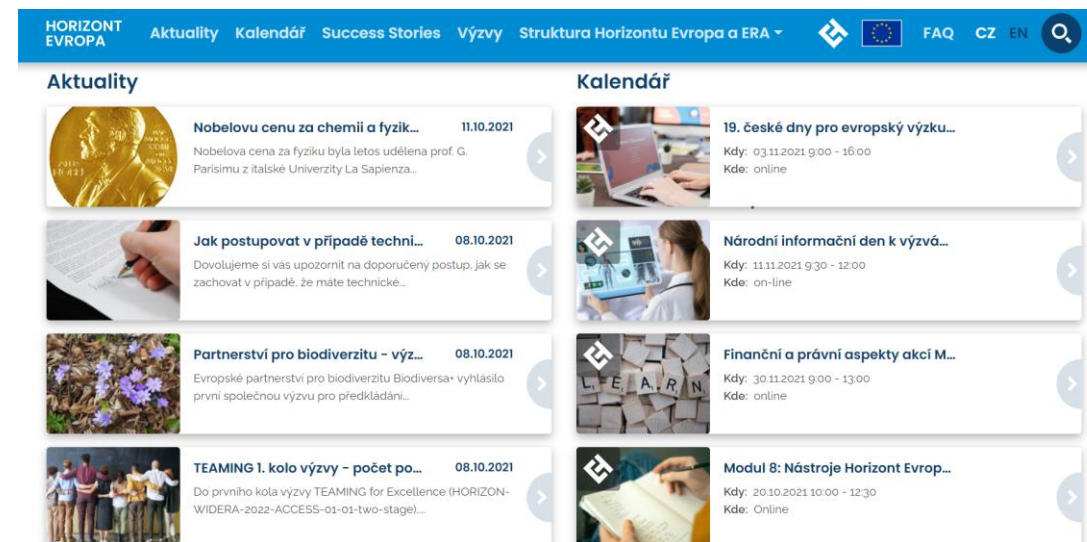 HORIZONT
EVROPA
Aktuality
Kalendář
Success Stories
Výzvy
Struktura Horizontu Evropa a ERA
FAQ
CZ
EN
Aktuality
Nobelovu cenu za chemii a fyzik...
11.10.2021
Nobelova cena za fyziku byla letos udělena prof. G.
Parisimu z italské Univerzity La Sapienza...
Jak postupovat v případě techni...
08.10.2021
Dovolujeme si vás upozornit na doporučený postup, jak se
zachovat v případě, že máte technické...
Partnerství pro biodiverzitu - výz...
08.10.2021
Evropské partnerství pro biodiverzitu Biodiversa+ vyhlásilo
první společnou výzvu pro předkládání...
TEAMING 1. kolo výzvy - počet po...
08.10.2021
Do prvního kola výzvy TEAMING for Excellence (HORIZON-
WIDERA-2022-ACCESS-01-01-two-stage)....
Kalendář
19. české dny pro evropský výzku...
Kdy: 03.11.2021 9:00 - 16:00
Kde: online
Národní informační den k výzvá...
Kdy: 11.11.2021 9:30 - 12:00
Kde: on-line
LEARN
Finanční a právní aspekty akcí M...
Kdy: 30.11.2021 9:00 - 13:00
Kde: online
Modul 8: Nástroje Horizont Evrop...
Kdy: 20.10.2021 10:00 - 12:30
Kde: Online